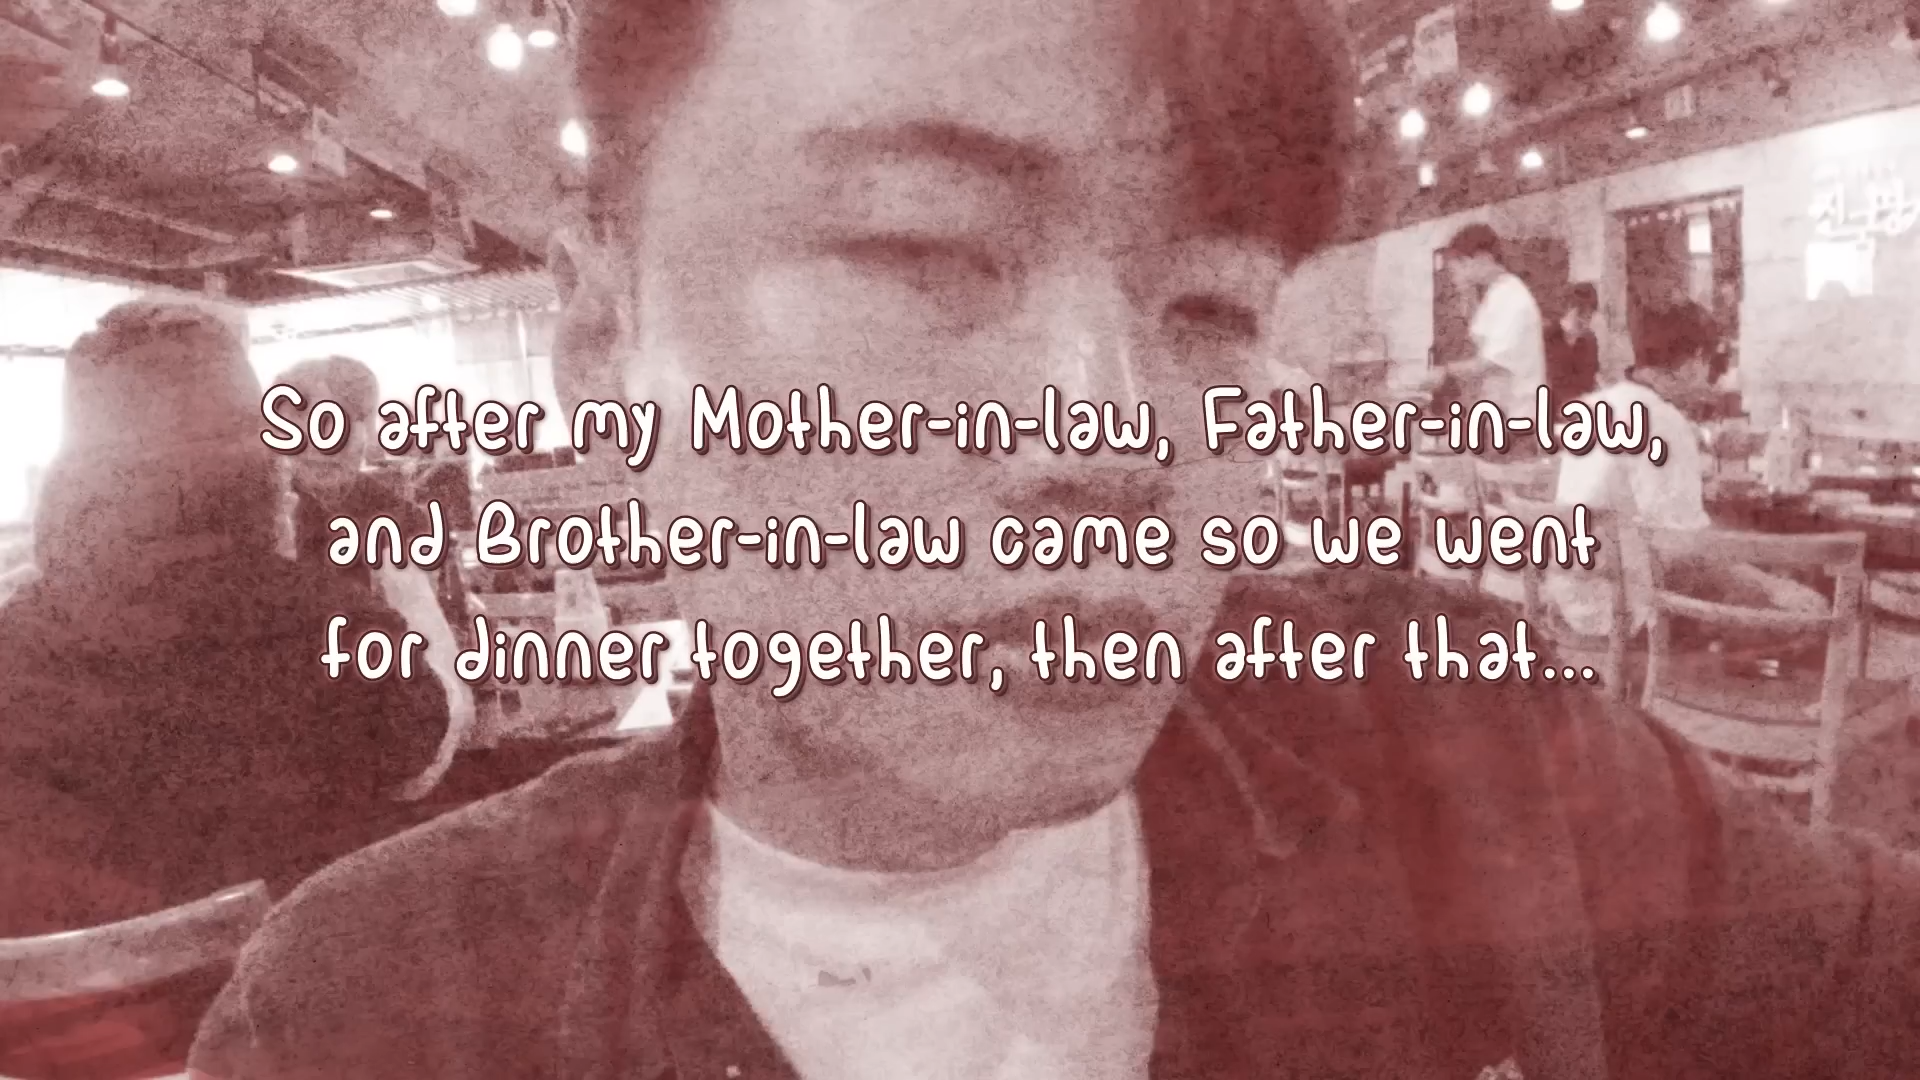 So after my Mother-in-law, Father-in-law,
and Brother-in-law came so we went
for dinner together, then after that...